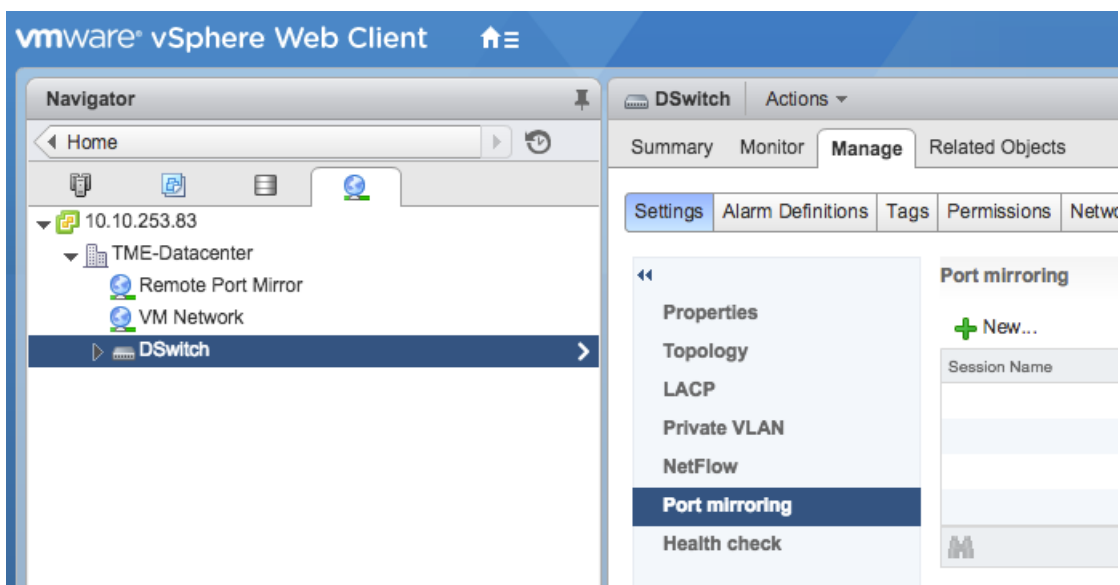 vmware® vSphere Web Client
Navigator
Home
10.10.253.83
TME-Datacenter
Remote Port Mirror
VM Network
DSwitch
DSwitch Actions
Summary Monitor Manage Related Objects
Settings Alarm Definitions Tags Permissions Netwo
Properties
Topology
LACP
Private VLAN
NetFlow
Port mirroring
Health check
Port mirroring
New...
Session Name